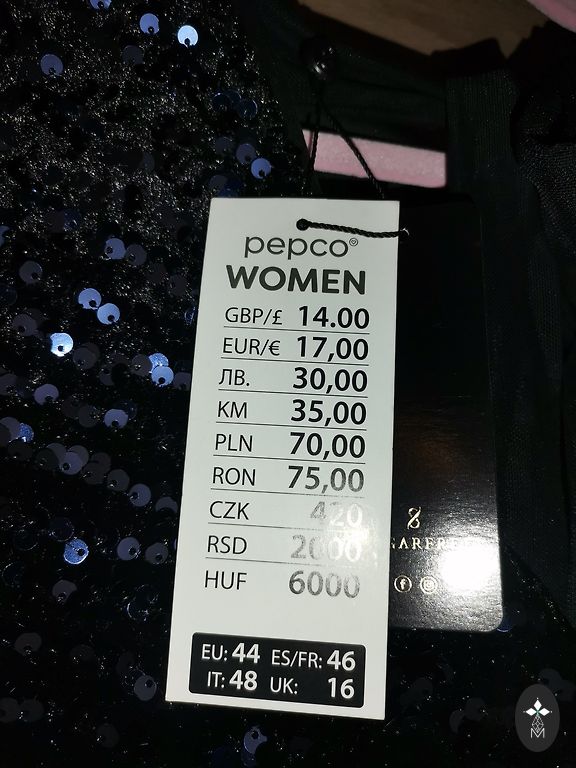 pepco
WOMEN
GBP/£ 14.00
EUR/€ 17,00
ЛВ. 30,00
KM 35,00
PLN 70,00
RON 75,00
CZK 420
RSD 2000
HUF 6000
EU: 44 ES/FR: 46
IT: 48 UK: 16